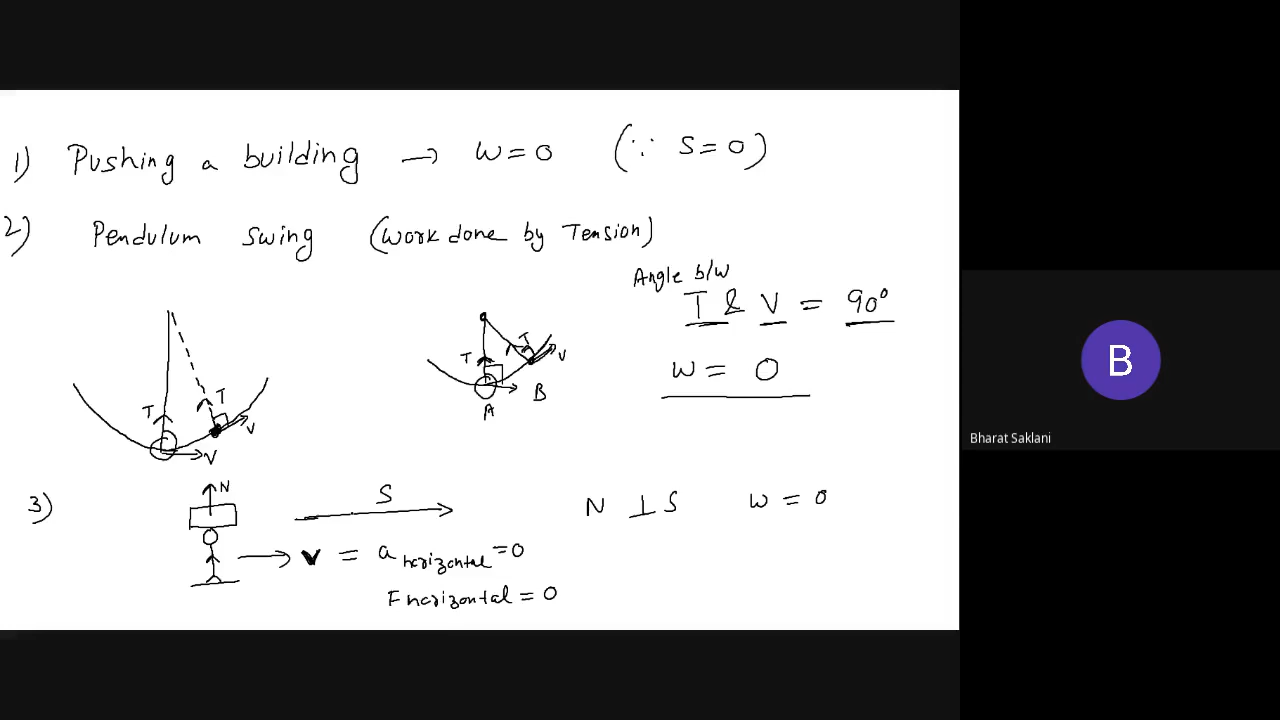 1) Pushing a building → W = 0 (∵ S = 0)
2) Pendulum swing (Work done by Tension)
Angle b/w
T & V = 90°
W = 0
T T V V
T T V A B
3) N S N ⊥ S W = 0
→ V = a horizontal = 0
F horizontal = 0
B
Bharat Saklani